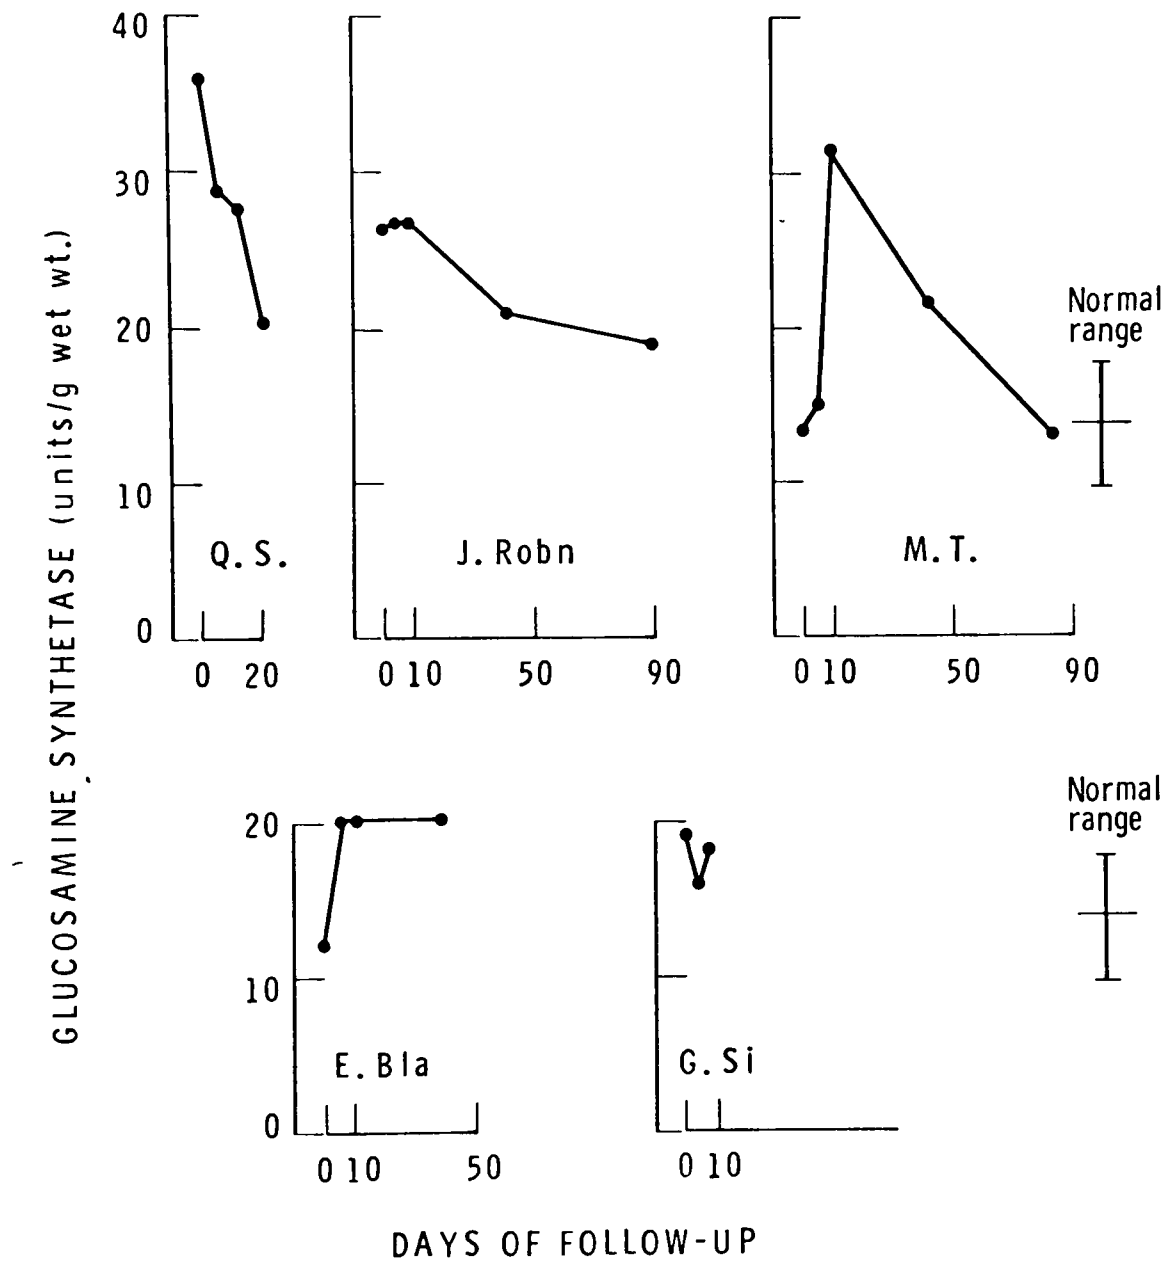 GLUCOSAMINE SYNTHETASE (units/g wet wt.)
40
30
20
10
0
Q. S.
0 20
J. Robn
0 10 50 90
M. T.
0 10 50 90
Normal
range
20
10
0
E. Bla
0 10 50
G. Si
0 10
Normal
range
DAYS OF FOLLOW-UP